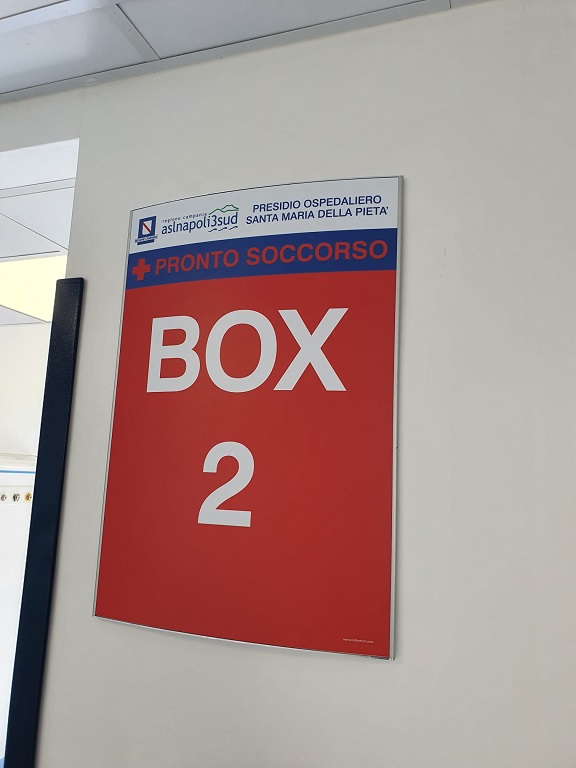 regione campania
aslnapoli3sud
PRESIDIO OSPEDALIERO
SANTA MARIA DELLA PIETA'
PRONTO SOCCORSO
BOX
2